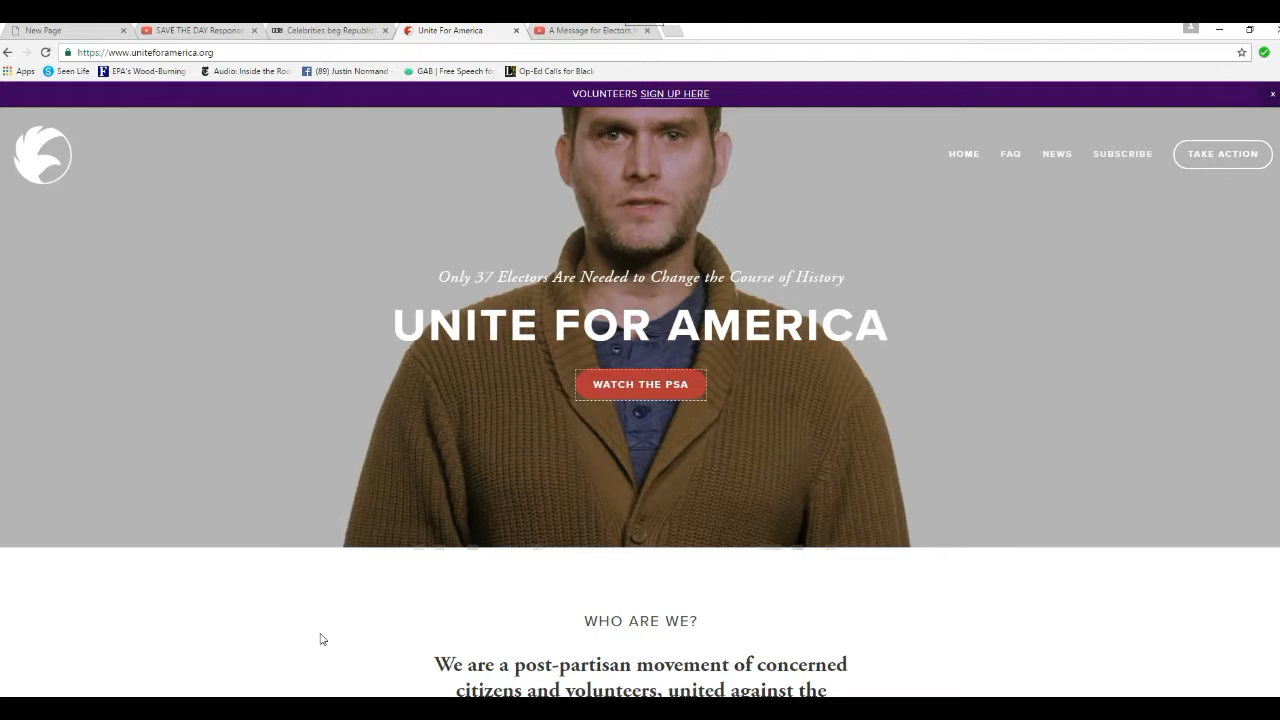 New Page
SAVE THE DAY Response
Celebrities beg Republic
Unite For America
A Message for Electors
https://www.uniteforamerica.org
Apps
Seen Life
EPA's Wood-Burning
Audio: Inside the Ro
(89) Justin Normand -
GAB | Free Speech fo
Op-Ed Calls for Black
VOLUNTEERS SIGN UP HERE
x
HOME
FAQ
NEWS
SUBSCRIBE
TAKE ACTION
Only 37 Electors Are Needed to Change the Course of History
UNITE FOR AMERICA
WATCH THE PSA
WHO ARE WE?
We are a post-partisan movement of concerned
citizens and volunteers, united against the